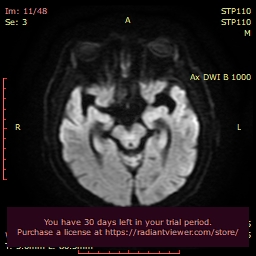 Im: 11/48
STP110
Se: 3
A
STP110
M
Ax DWI B 1000
R
L
You have 30 days left in your trial period.
Purchase a license at https://radiantviewer.com/store/